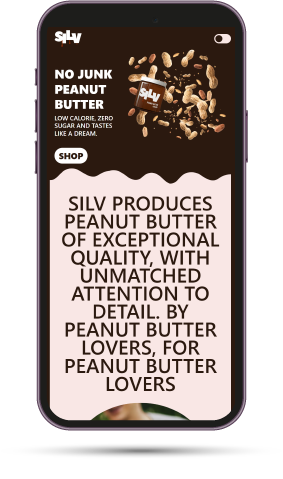 SiLV
NO JUNK
PEANUT
BUTTER
LOW CALORIE, ZERO
SUGAR AND TASTES
LIKE A DREAM.
SiLV
SHOP
SILV PRODUCES
PEANUT BUTTER
OF EXCEPTIONAL
QUALITY, WITH
UNMATCHED
ATTENTION TO
DETAIL. BY
PEANUT BUTTER
LOVERS, FOR
PEANUT BUTTER
LOVERS